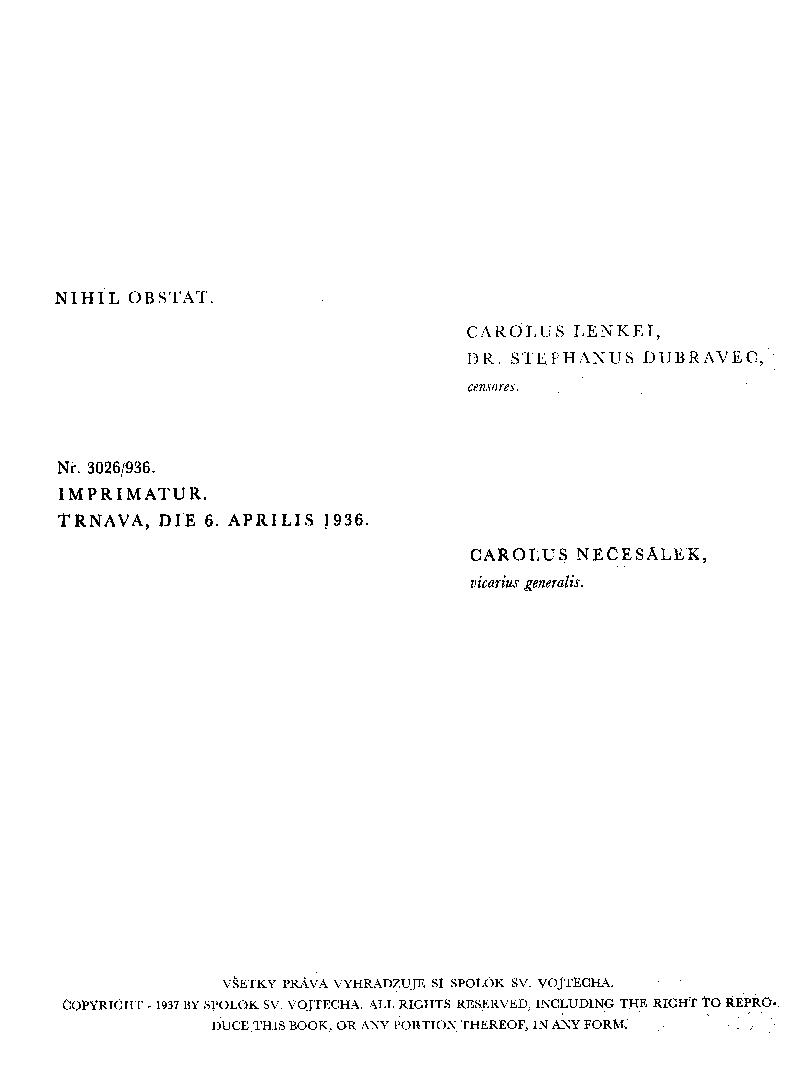 NIHIL OBSTAT.
CAROLUS LENKEI,
DR. STEPHANUS DUBRAVEC,
censores.
Nr. 3026/936.
IMPRIMATUR.
TRNAVA, DIE 6. APRILIS 1936.
CAROLUS NEČESÁLEK,
vicarius generalis.
VŠETKY PRÁVA VYHRADZUJE SI SPOLOK SV. VOJTECHA.
COPYRIGHT - 1937 BY SPOLOK SV. VOJTECHA. ALL RIGHTS RESERVED, INCLUDING THE RIGHT TO REPRO-
DUCE THIS BOOK, OR ANY PORTION THEREOF, IN ANY FORM.